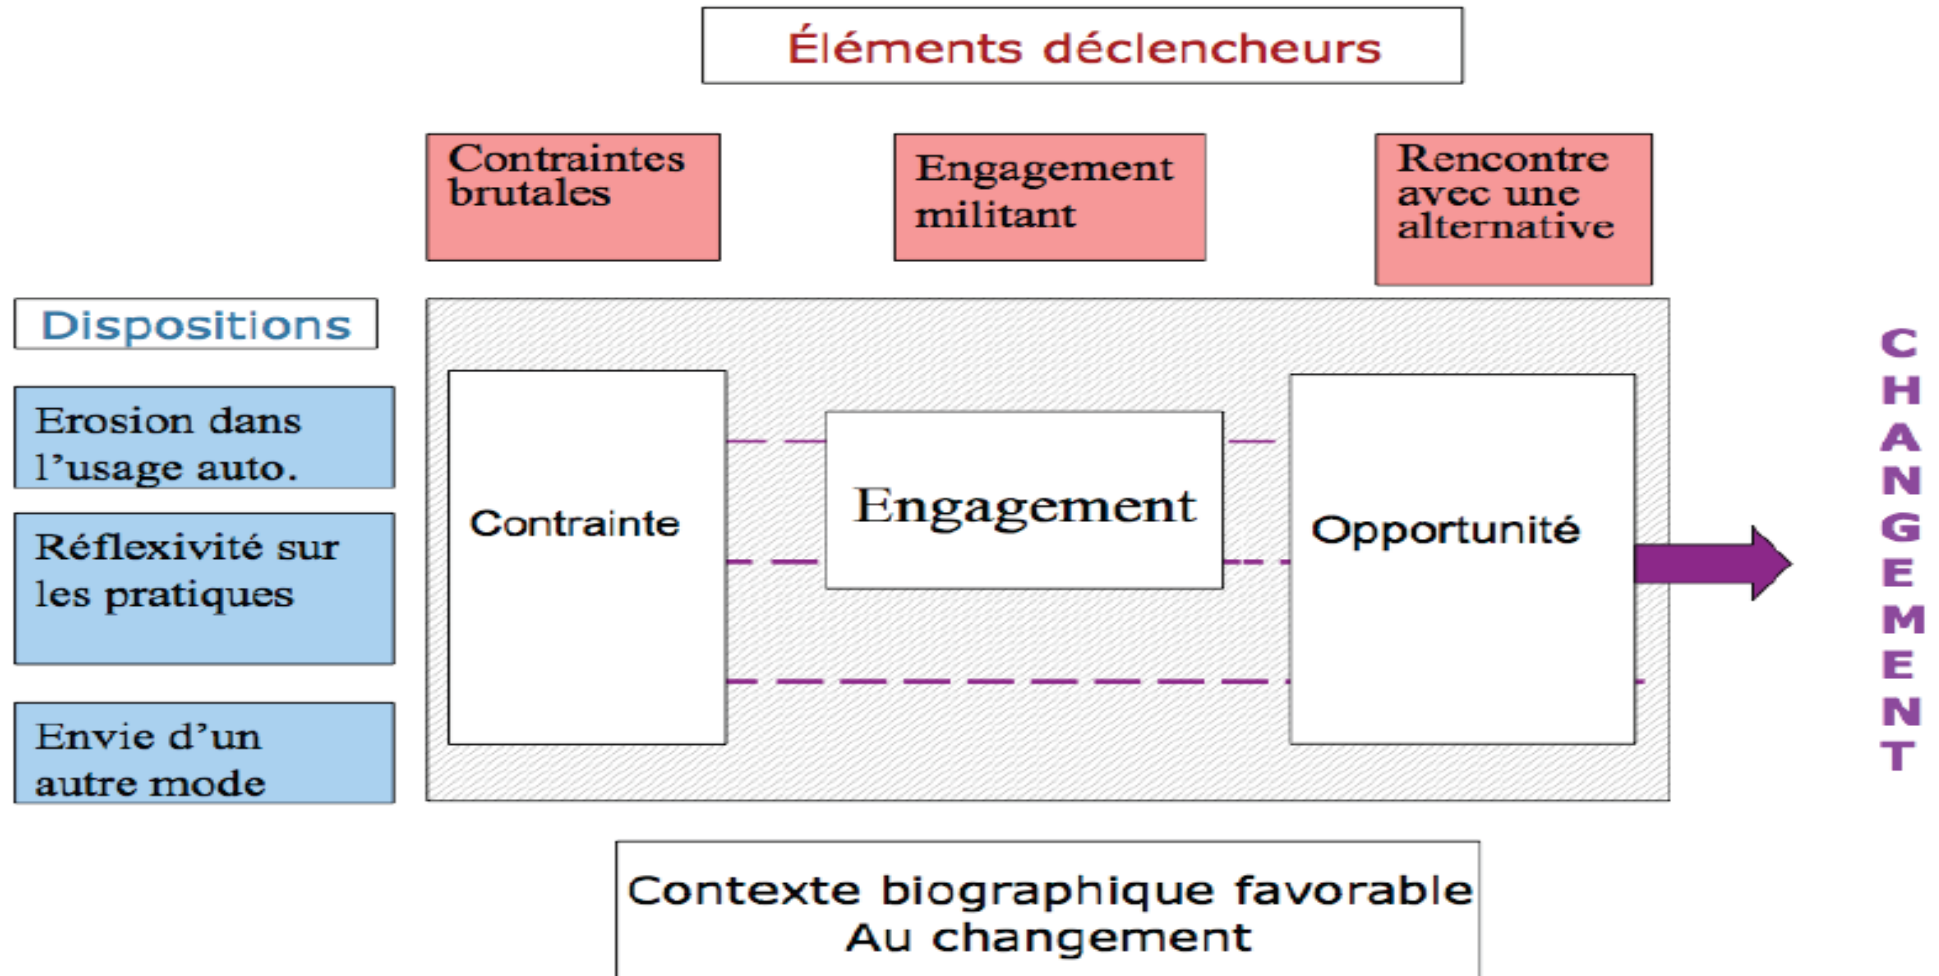 Éléments déclencheurs
Contraintes
brutales
Engagement
militant
Rencontre
avec une
alternative
Dispositions
Erosion dans
l'usage auto.
Réflexivité sur
les pratiques
Envie d'un
autre mode
Contrainte
Engagement
Opportunité
CHANGEMENT
Contexte biographique favorable
Au changement